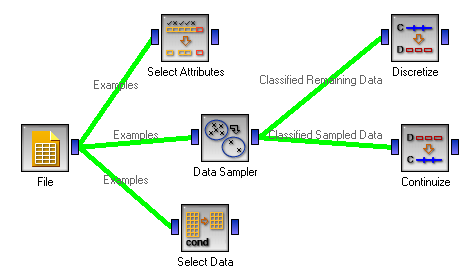 C
D
Select Attributes
Discretize
Examples
Classified Remaining Data
Examples
Classified Sampled Data
D
C
File
Data Sampler
Continuize
Examples
cond
Select Data